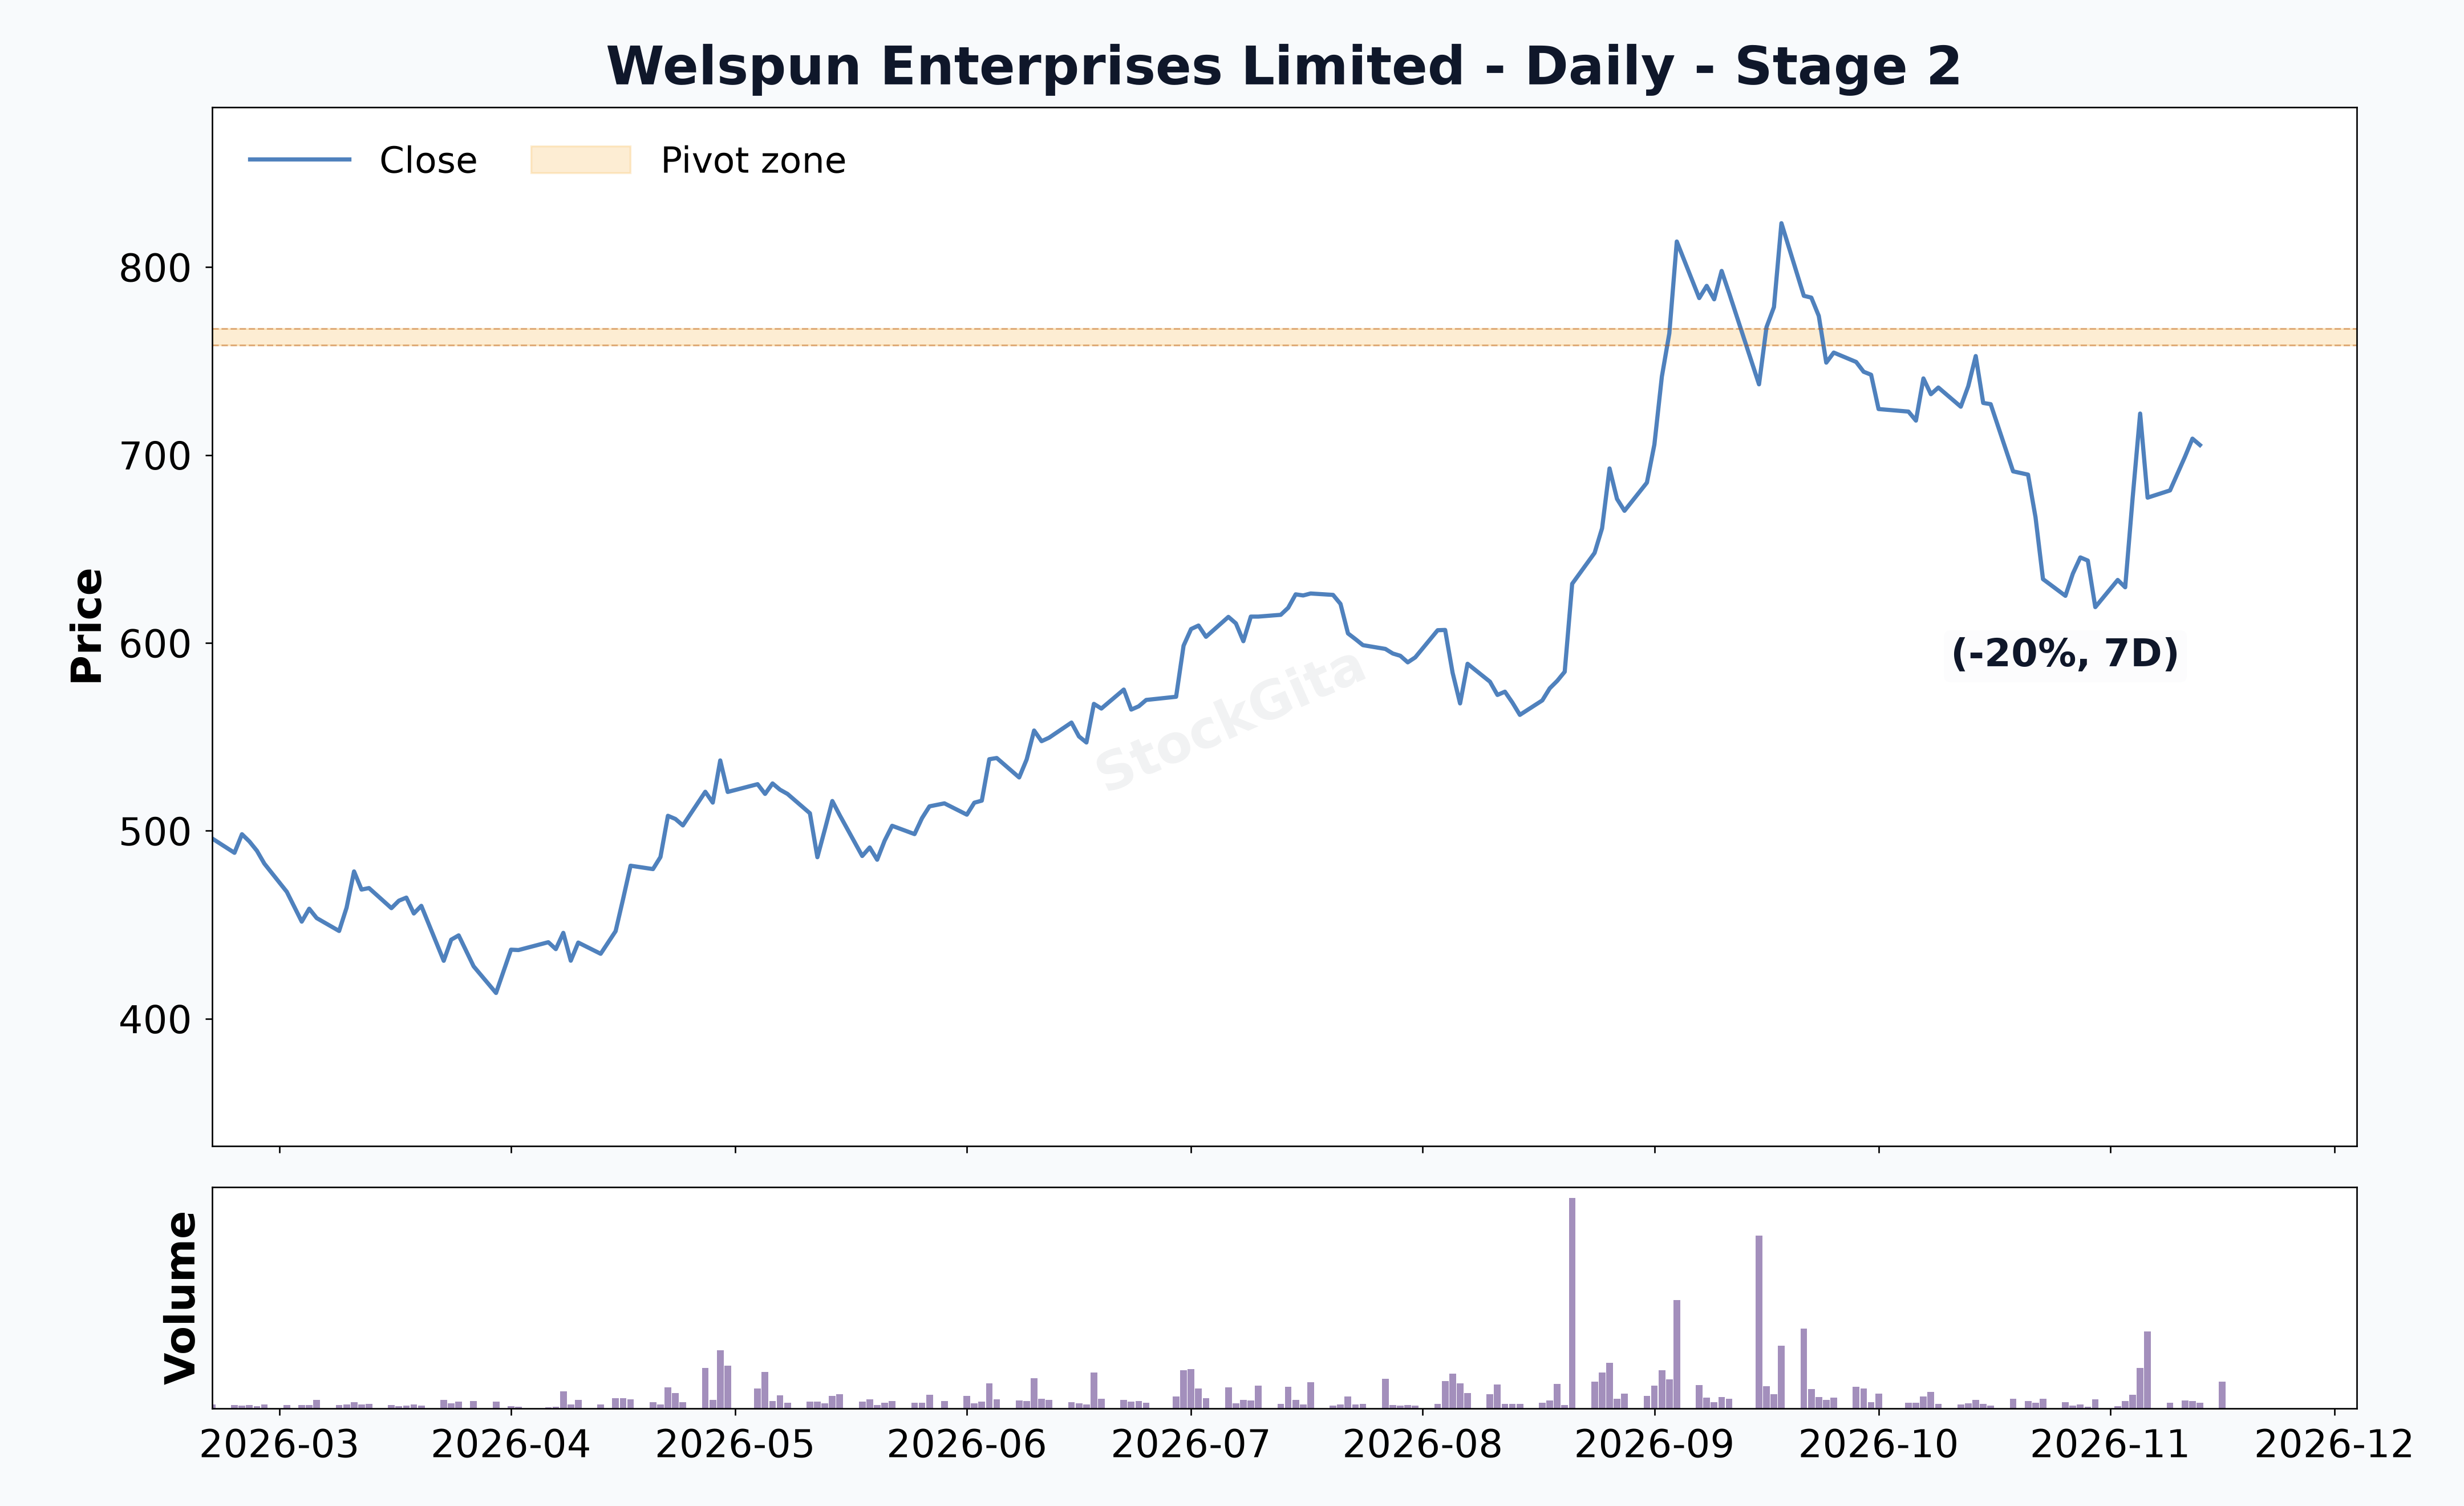 Welspun Enterprises Limited - Daily - Stage 2
Close
Pivot zone
800
700
600
500
400
Price
StockGita
(-20%, 7D)
Volume
2026-03
2026-04
2026-05
2026-06
2026-07
2026-08
2026-09
2026-10
2026-11
2026-12